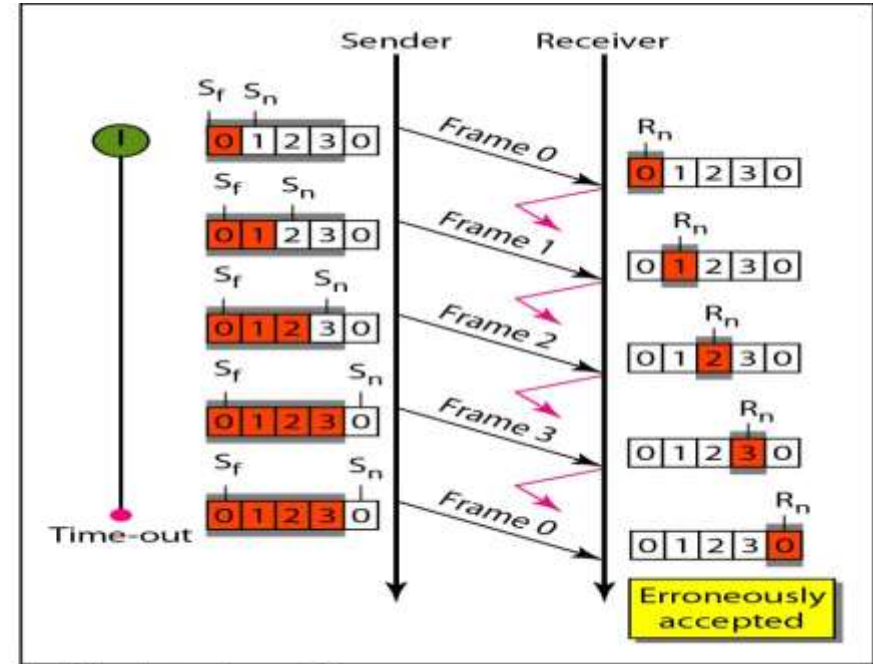 Sender Receiver
Sf Sn
I
0 1 2 3 0
Frame 0
Rn
0 1 2 3 0
Sf Sn
0 1 2 3 0
Frame 1
Rn
0 1 2 3 0
Sf Sn
0 1 2 3 0
Frame 2
Rn
0 1 2 3 0
Sf Sn
0 1 2 3 0
Frame 3
Rn
0 1 2 3 0
Sf Sn
0 1 2 3 0
Time-out
Frame 0
Rn
0 1 2 3 0
Erroneously
accepted